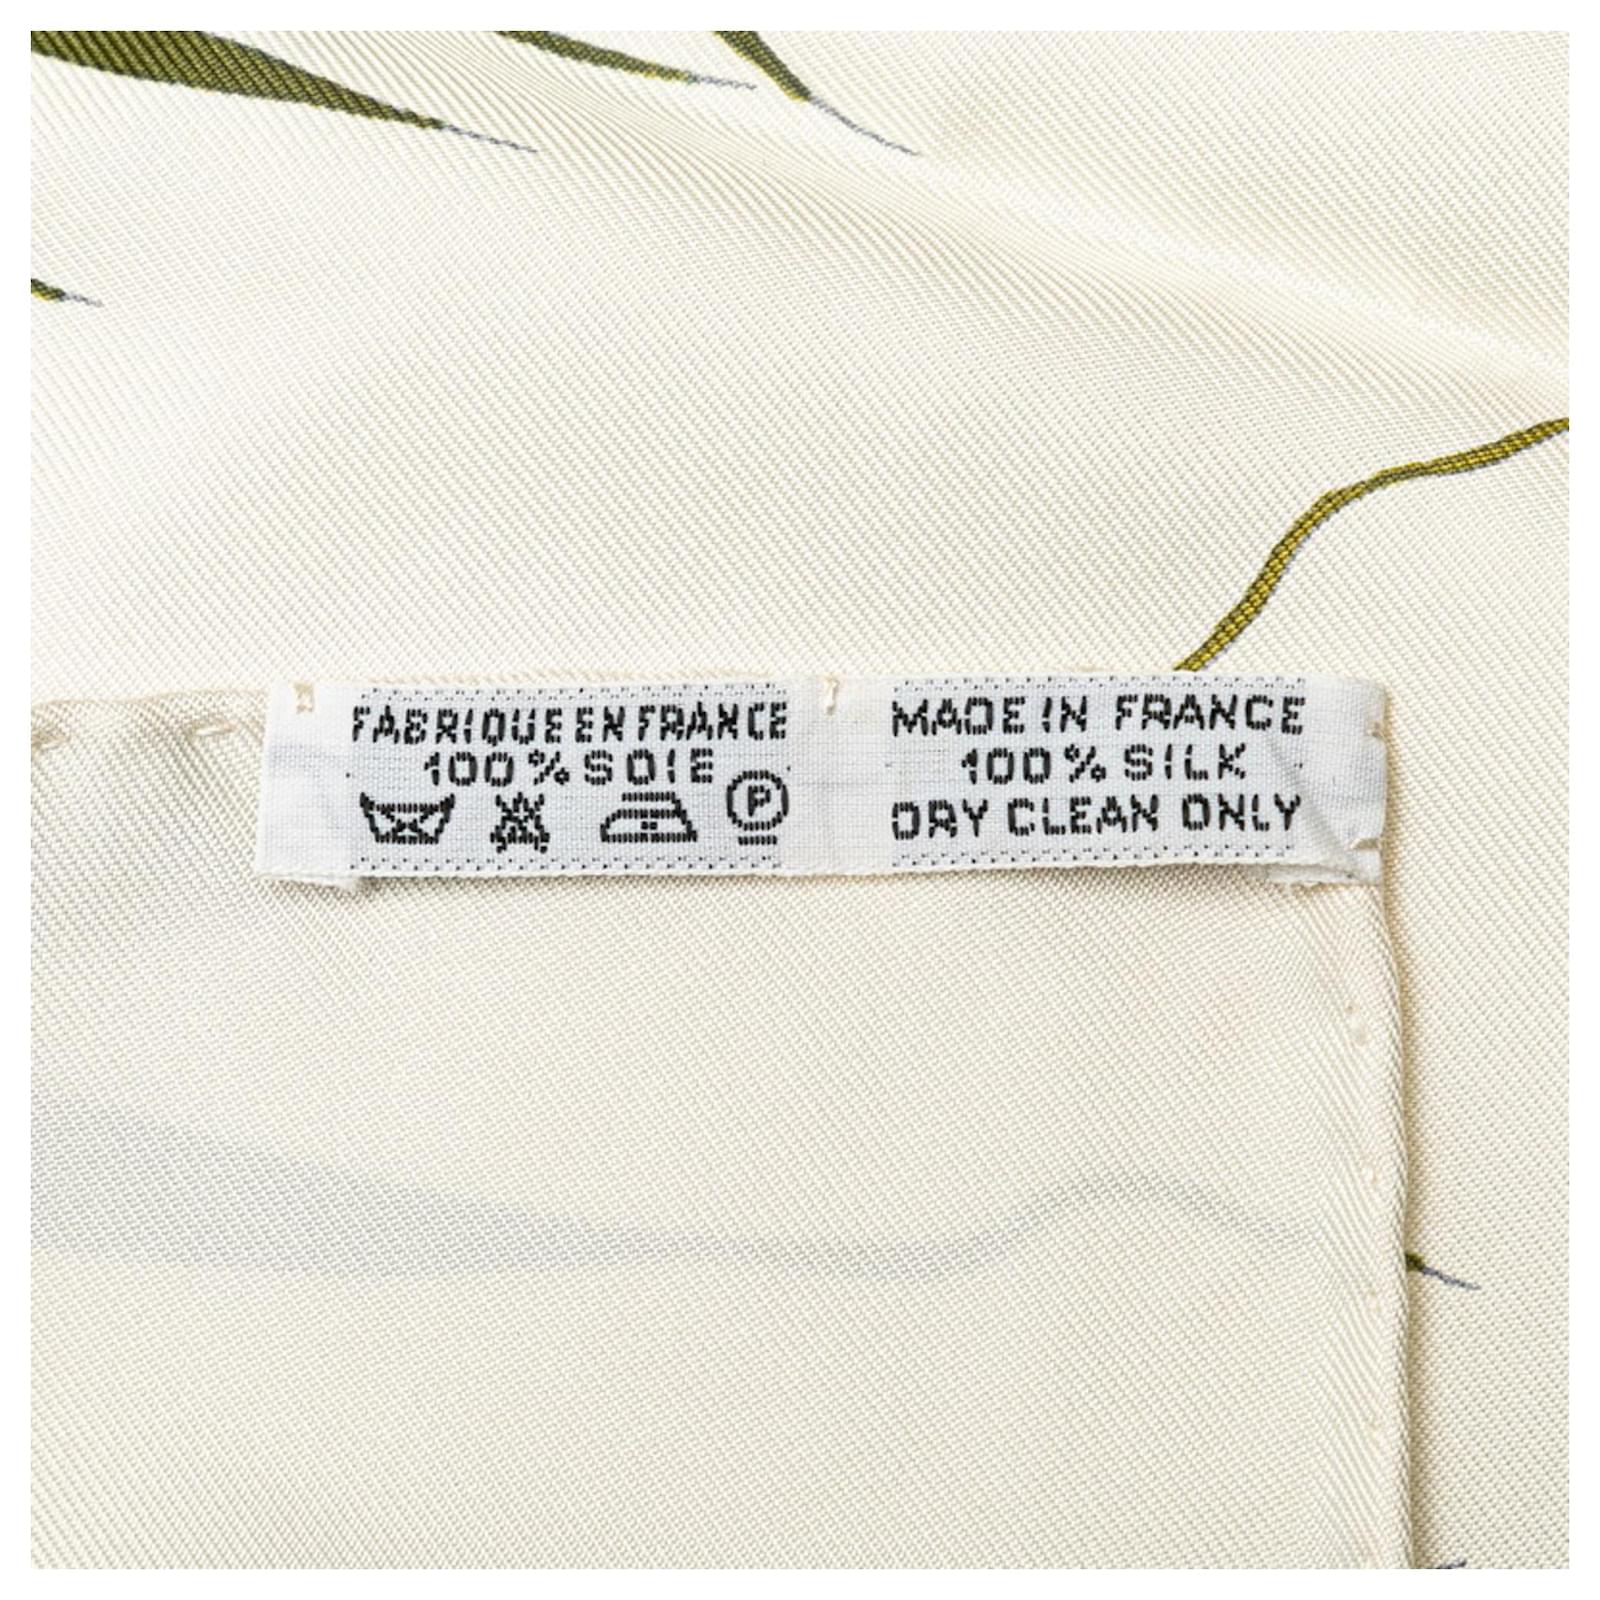 FABRIQUE EN FRANCE
100% SOIE
P
MADE IN FRANCE
100% SILK
DRY CLEAN ONLY